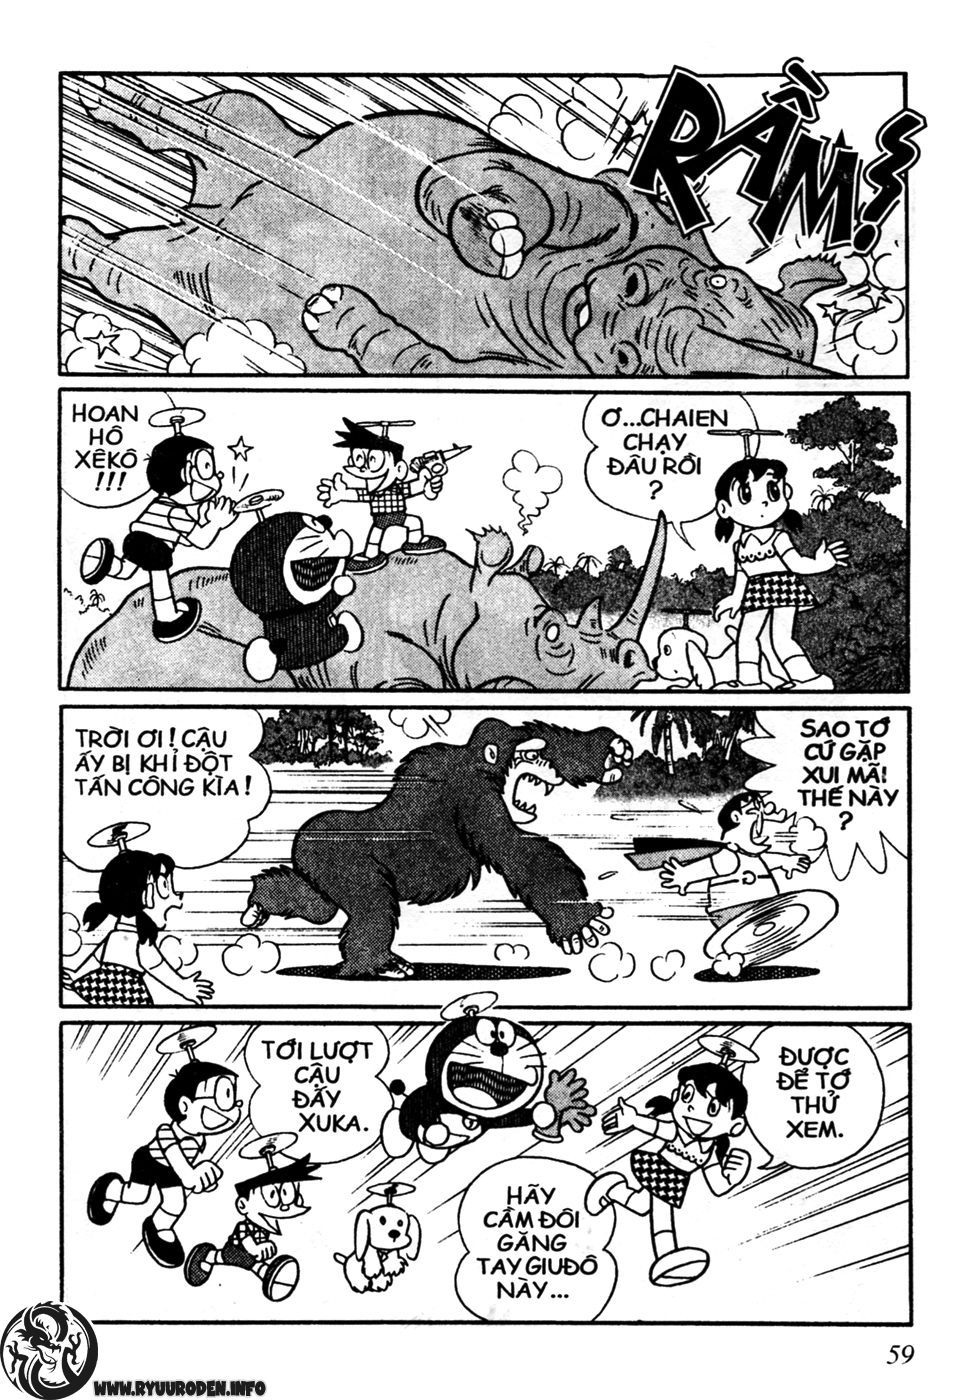 RẦM!
HOAN
HÔ
XÊKÔ
!!!
Ơ...CHAIEN
CHẠY
ĐÂU RỒI
?
TRỜI ƠI! CẬU
ẤY BỊ KHỈ ĐỘT
TẤN CÔNG KÌA!
SAO TỚ
CỨ GẶP
XUI MÃI
THẾ NÀY
?
TỚI LƯỢT
CẬU
ĐẤY
XUKA.
HÃY
CẦM ĐÔI
GĂNG
TAY GIUĐÔ
NÀY...
ĐƯỢC
ĐỂ TỚ
THỬ
XEM.
59
WWW.RYUURODEN.INFO